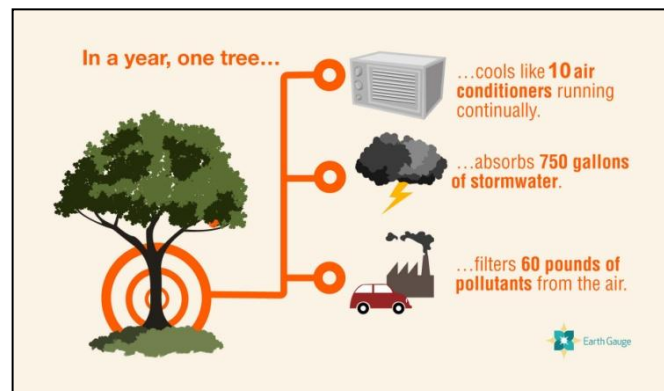 In a year, one tree…
…cools like 10 air
conditioners running
continually.
…absorbs 750 gallons
of stormwater.
…filters 60 pounds of
pollutants from the air.
Earth Gauge